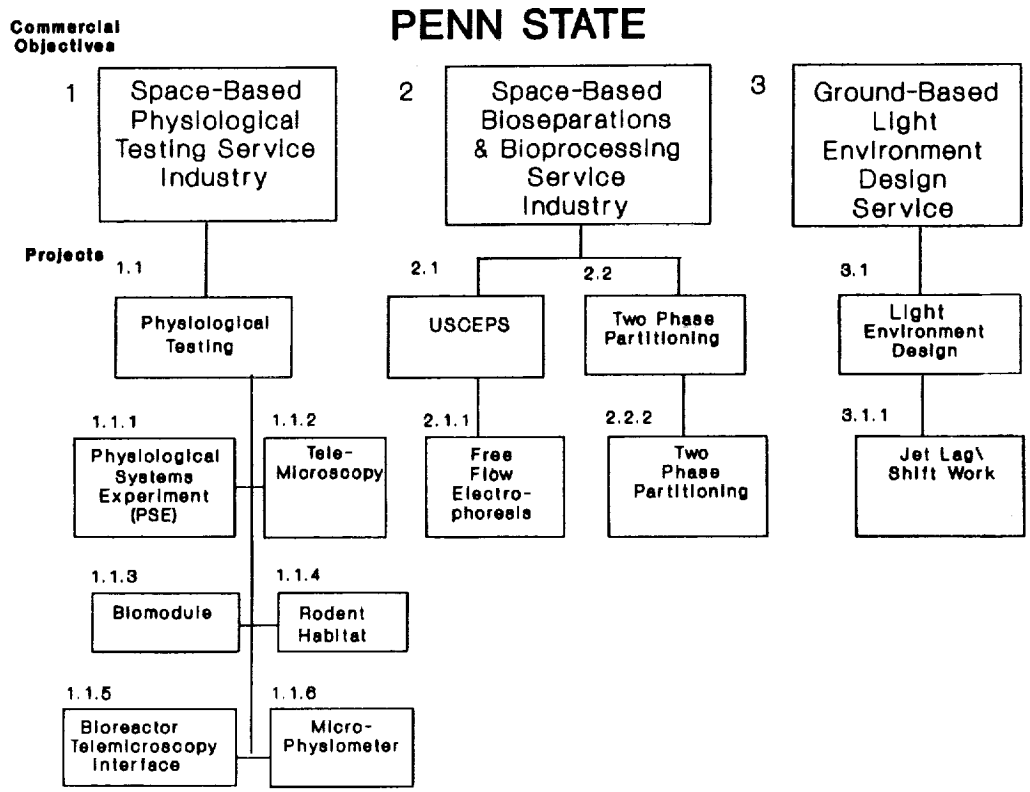 PENN STATE
Commercial
Objectives
1
Space-Based
Physiological
Testing Service
Industry
2
Space-Based
Bioseparations
& Bioprocessing
Service
Industry
3
Ground-Based
Light
Environment
Design
Service
Projects
1.1
Physiological
Testing
2.1
USCEPS
2.2
Two Phase
Partitioning
3.1
Light
Environment
Design
1.1.1
Physiological
Systems
Experiment
(PSE)
1.1.2
Tele-
Microscopy
2.1.1
Free
Flow
Electro-
phoresis
2.2.2
Two
Phase
Partitioning
3.1.1
Jet Lag\
Shift Work
1.1.3
Biomodule
1.1.4
Rodent
Habitat
1.1.5
Bioreactor
Telemicroscopy
Interface
1.1.6
Micro-
Physiometer